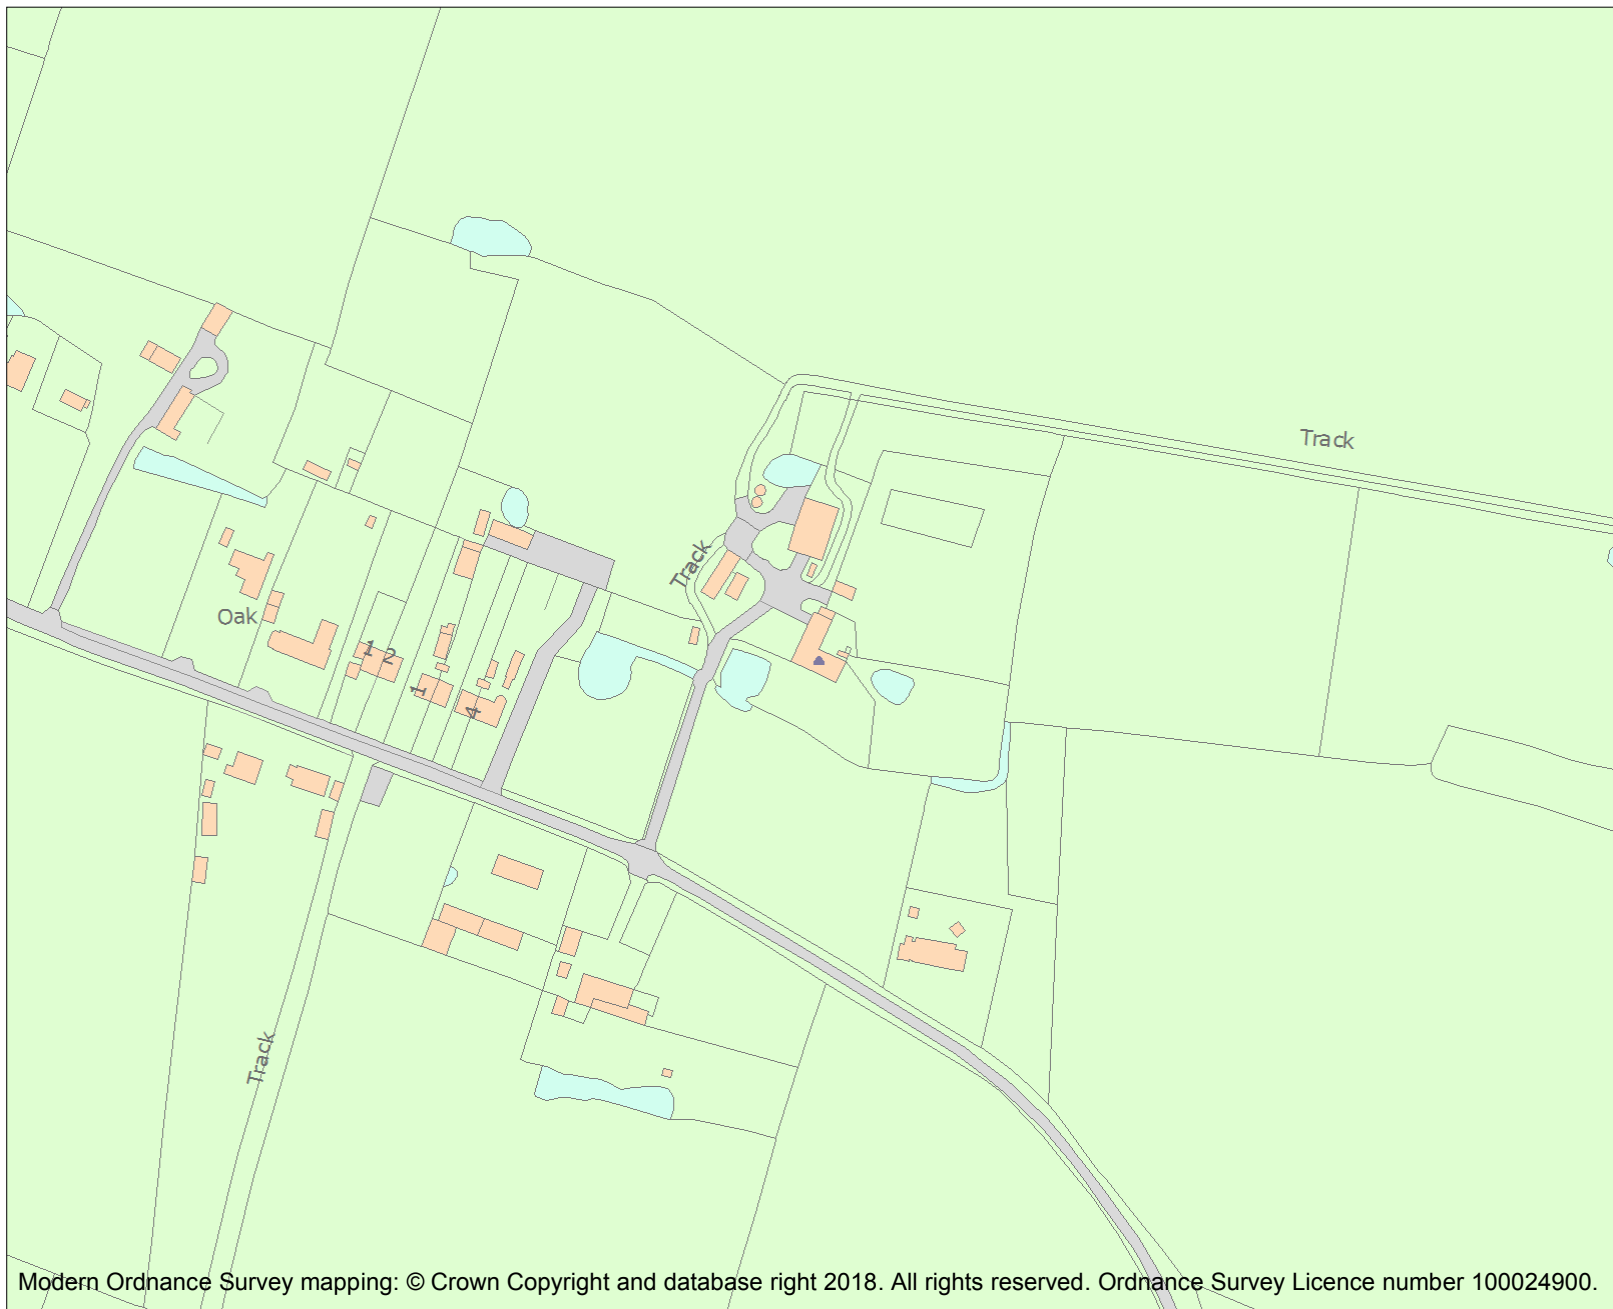 Track
Track
Oak
1
2
1
4
Track
Modern Ordnance Survey mapping: © Crown Copyright and database right 2018. All rights reserved. Ordnance Survey Licence number 100024900.